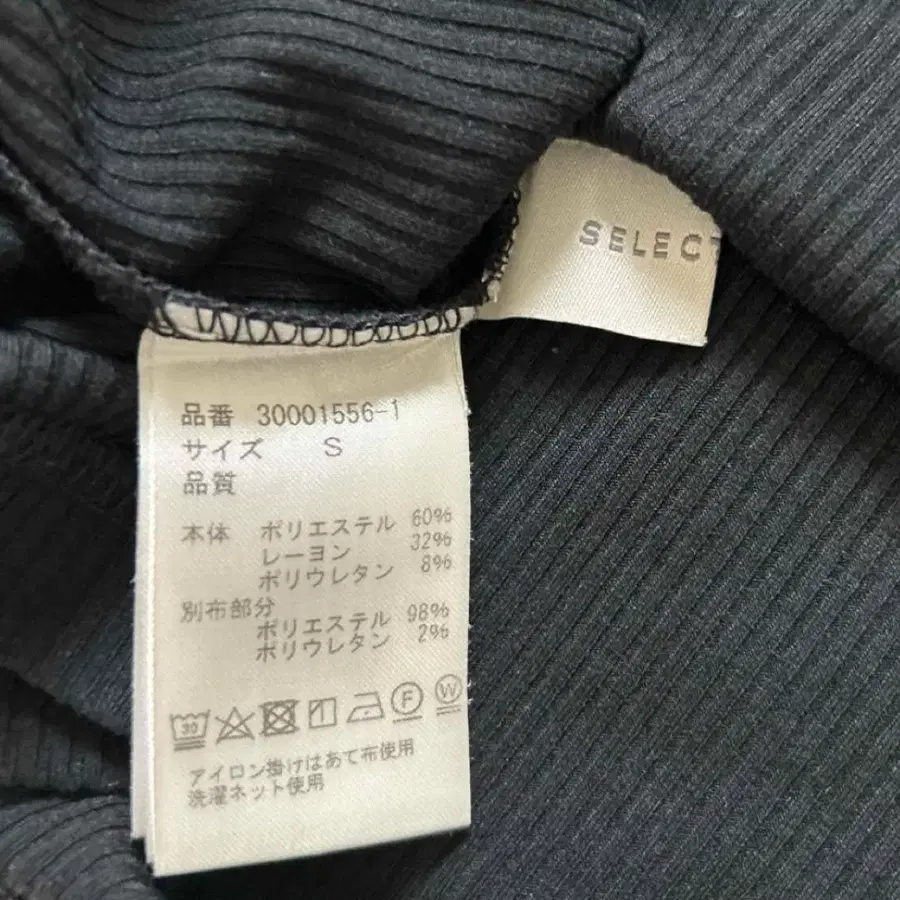 SELECT
品番 30001556-1
サイズ S
品質
本体 ポリエステル 60%
レーヨン 32%
ポリウレタン 8%
別布部分
ポリエステル 98%
ポリウレタン 2%
30 F W
アイロン掛けはあて布使用
洗濯ネット使用